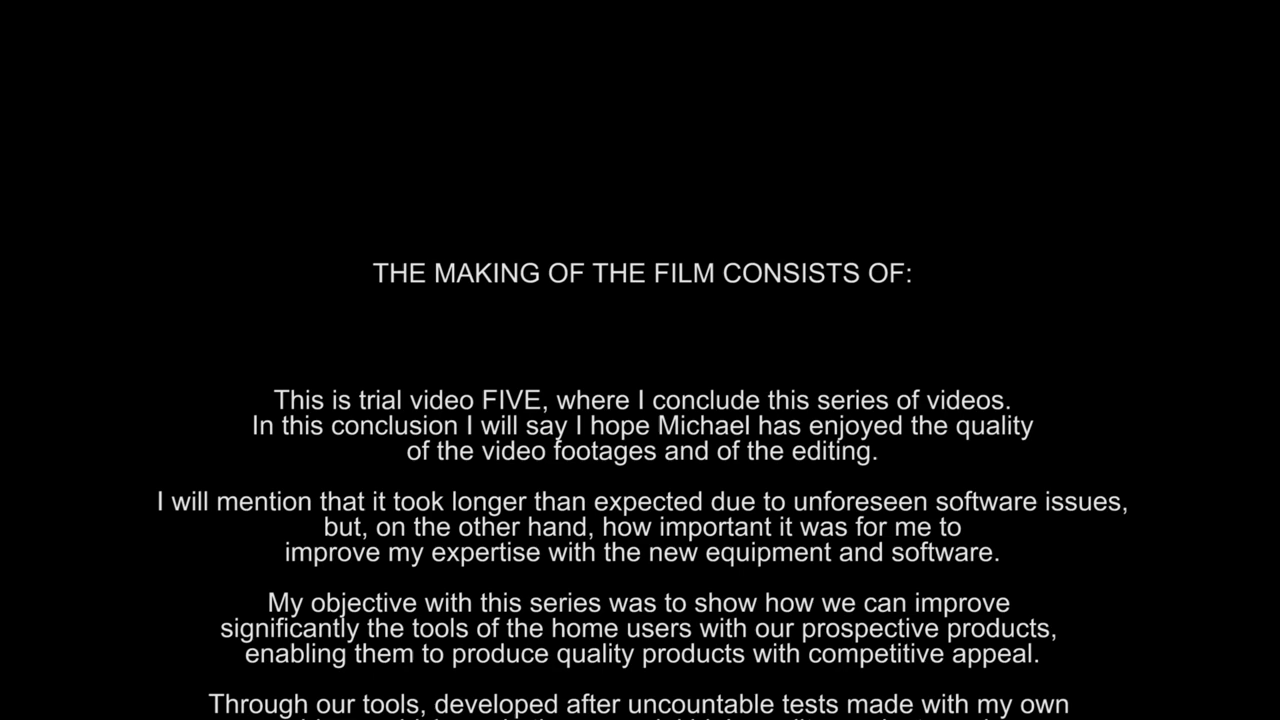 THE MAKING OF THE FILM CONSISTS OF:
This is trial video FIVE, where I conclude this series of videos.
In this conclusion I will say I hope Michael has enjoyed the quality
of the video footages and of the editing.
I will mention that it took longer than expected due to unforeseen software issues,
but, on the other hand, how important it was for me to
improve my expertise with the new equipment and software.
My objective with this series was to show how we can improve
significantly the tools of the home users with our prospective products,
enabling them to produce quality products with competitive appeal.
Through our tools, developed after uncountable tests made with my own